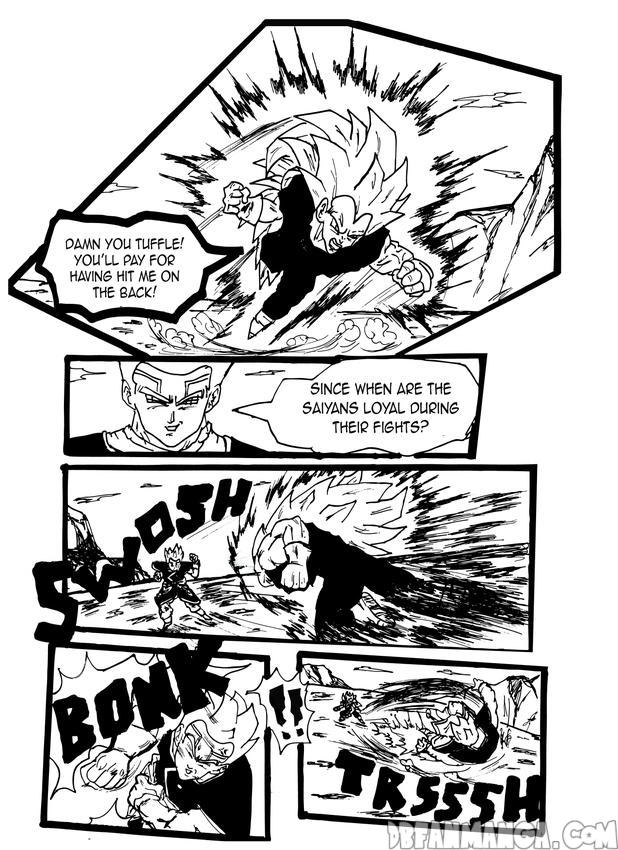 DAMN YOU TUFFLE!
YOU'LL PAY FOR
HAVING HIT ME ON
THE BACK!
SINCE WHEN ARE THE
SAIYANS LOYAL DURING
THEIR FIGHTS?
SWOSH
BONK
!!
TRSSSH
DBFANMANGA.COM